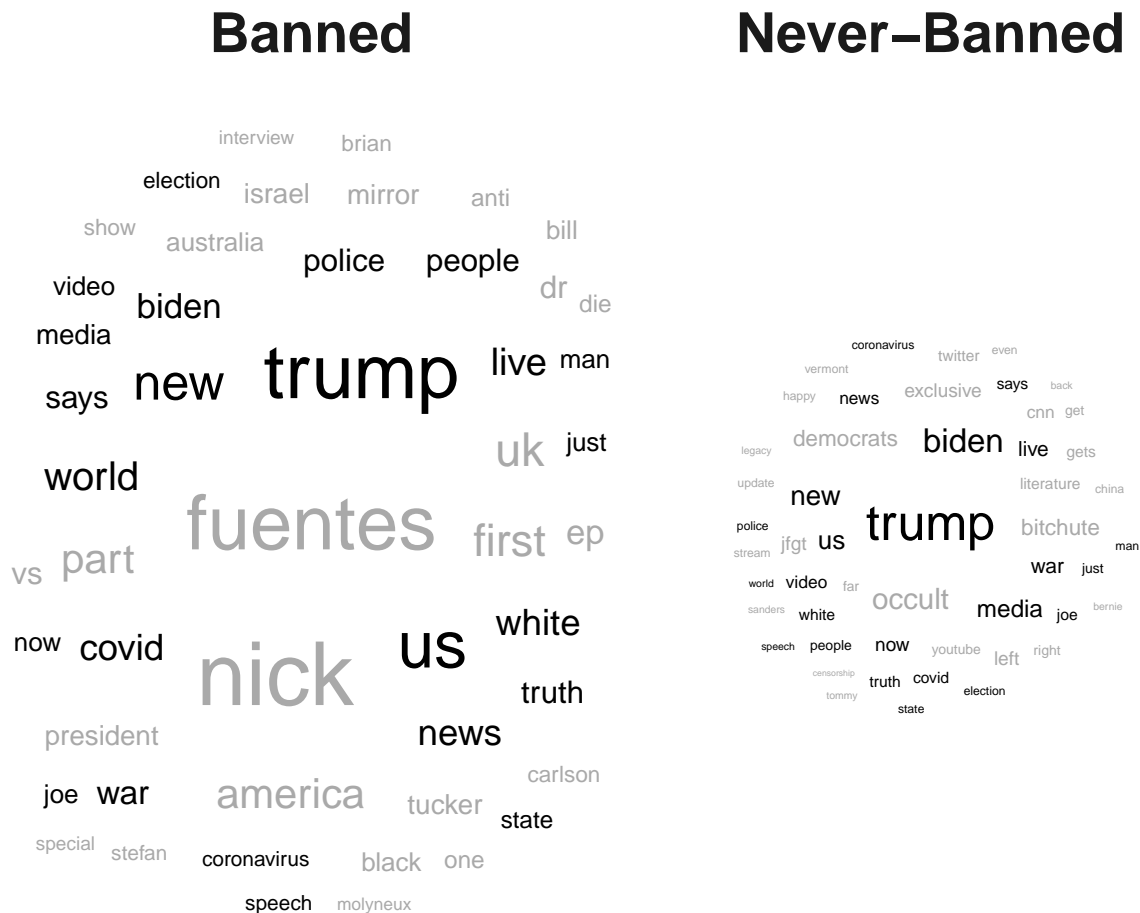 Banned
Never–Banned
interview brian
election israel mirror anti
show australia bill
police people
video biden dr die
media
new trump live man
says
uk just
world
fuentes first ep
vs part
now covid nick us white
truth
president news
joe war america tucker carlson
state
special stefan coronavirus black one
speech molyneux
coronavirus twitter even
vermont
happy news exclusive says back
cnn get
democrats biden live gets
legacy
update literature china
new
trump bitchute
police us
stream jfgt man
war just
world video far
occult
sanders white media joe bernie
speech people now youtube left right
censorship truth covid
tommy election
state